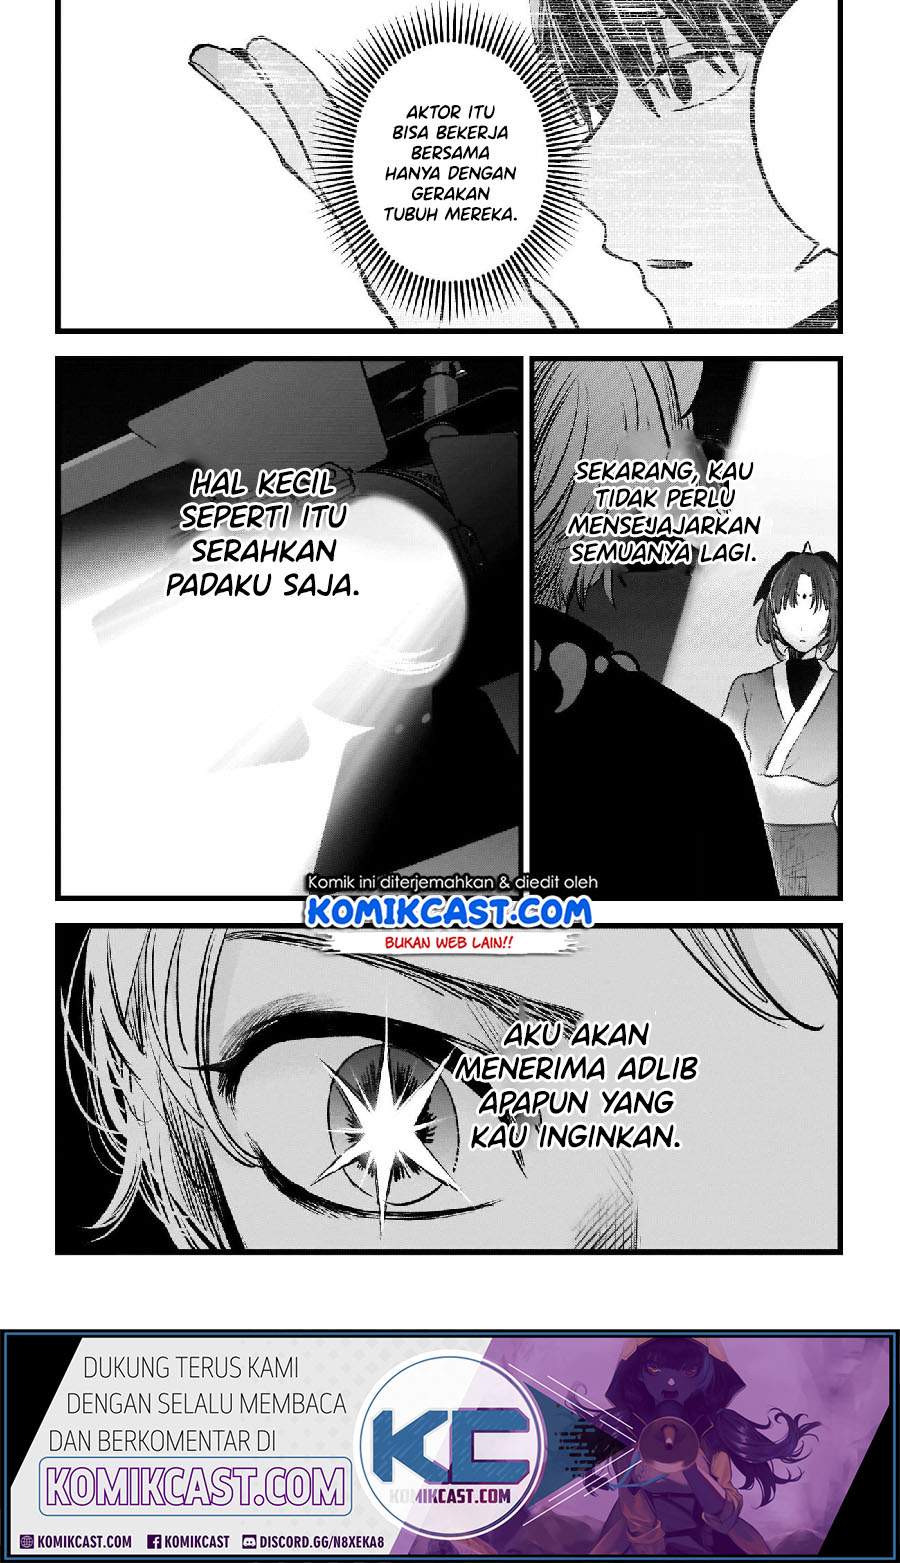 AKTOR ITU
BISA BEKERJA
BERSAMA
HANYA DENGAN
GERAKAN
TUBUH MEREKA.
SEKARANG, KAU
TIDAK PERLU
MENSEJAJARKAN
SEMUANYA LAGI.
HAL KECIL
SEPERTI ITU
SERAHKAN
PADAKU SAJA.
Komik ini diterjemahkan & diedit oleh
KOMIKCAST.COM
BUKAN WEB LAIN!!
AKU AKAN
MENERIMA ADLIB
APAPUN YANG
KAU INGINKAN.
DUKUNG TERUS KAMI
DENGAN SELALU MEMBACA
DAN BERKOMENTAR DI
KOMIKCAST.COM
KC
KOMIKCAST.COM
KOMIKCAST.COM KOMIKCAST.COM DISCORD.GG/N8XEKA8